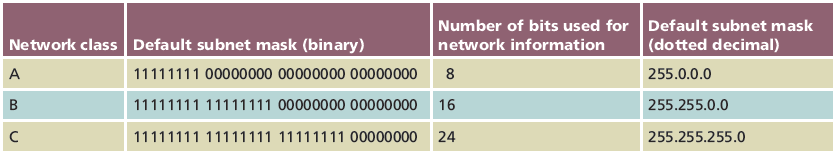 Network class Default subnet mask (binary) Number of bits used for network information Default subnet mask (dotted decimal)
A 11111111 00000000 00000000 00000000 8 255.0.0.0
B 11111111 11111111 00000000 00000000 16 255.255.0.0
C 11111111 11111111 11111111 00000000 24 255.255.255.0